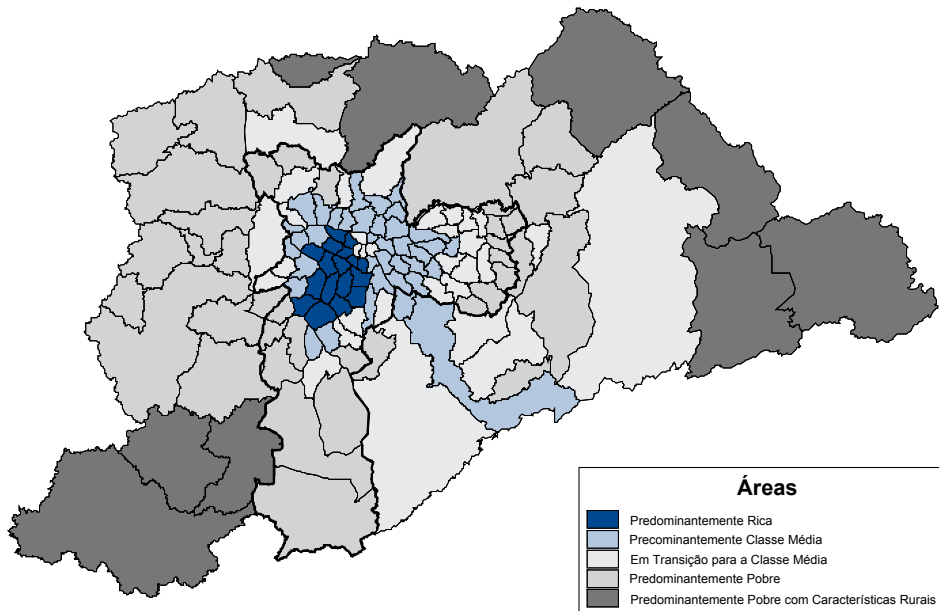 Áreas
Predominantemente Rica
Precominantemente Classe Média
Em Transição para a Classe Média
Predominantemente Pobre
Predominantemente Pobre com Características Rurais